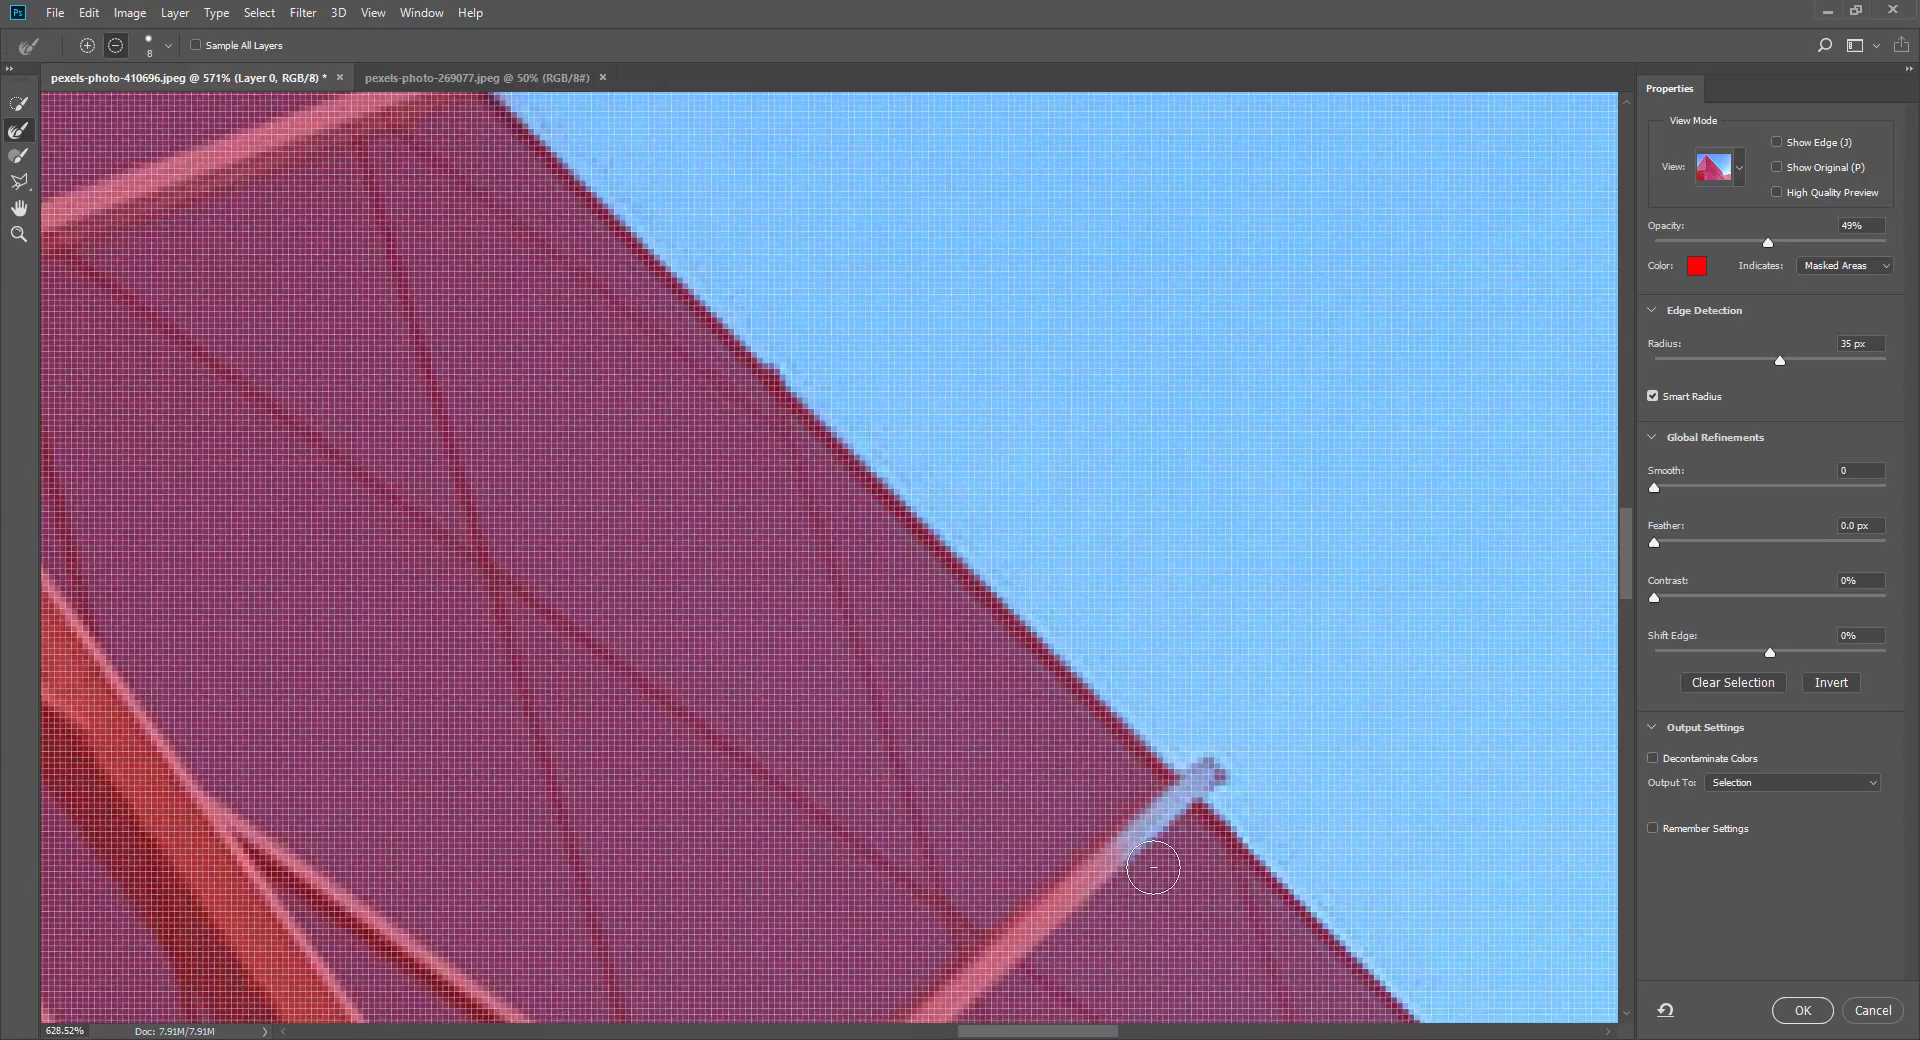 Ps File Edit Image Layer Type Select Filter 3D View Window Help
8 Sample All Layers
pexels-photo-410696.jpeg @ 571% (Layer 0, RGB/8) * × pexels-photo-269077.jpeg @ 50% (RGB/8#) ×
Properties
View Mode
Show Edge (J)
View:
Show Original (P)
High Quality Preview
Opacity: 49%
Color: Indicates: Masked Areas
Edge Detection
Radius: 35 px
Smart Radius
Global Refinements
Smooth: 0
Feather: 0.0 px
Contrast: 0%
Shift Edge: 0%
Clear Selection Invert
Output Settings
Decontaminate Colors
Output To: Selection
Remember Settings
OK Cancel
628.52% Doc: 7.91M/7.91M